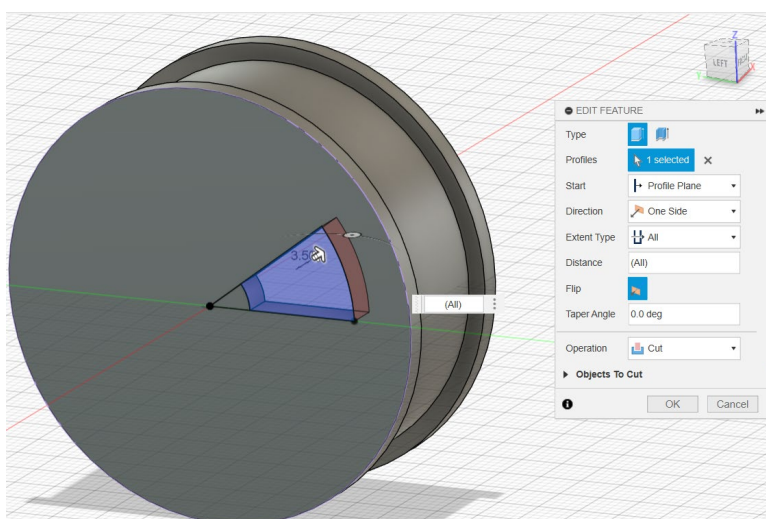 Z
LEFT
Y
X
EDIT FEATURE
Type
Profiles 1 selected
Start Profile Plane
Direction One Side
Extent Type All
Distance (All)
Flip
Taper Angle 0.0 deg
Operation Cut
Objects To Cut
OK Cancel
(All)